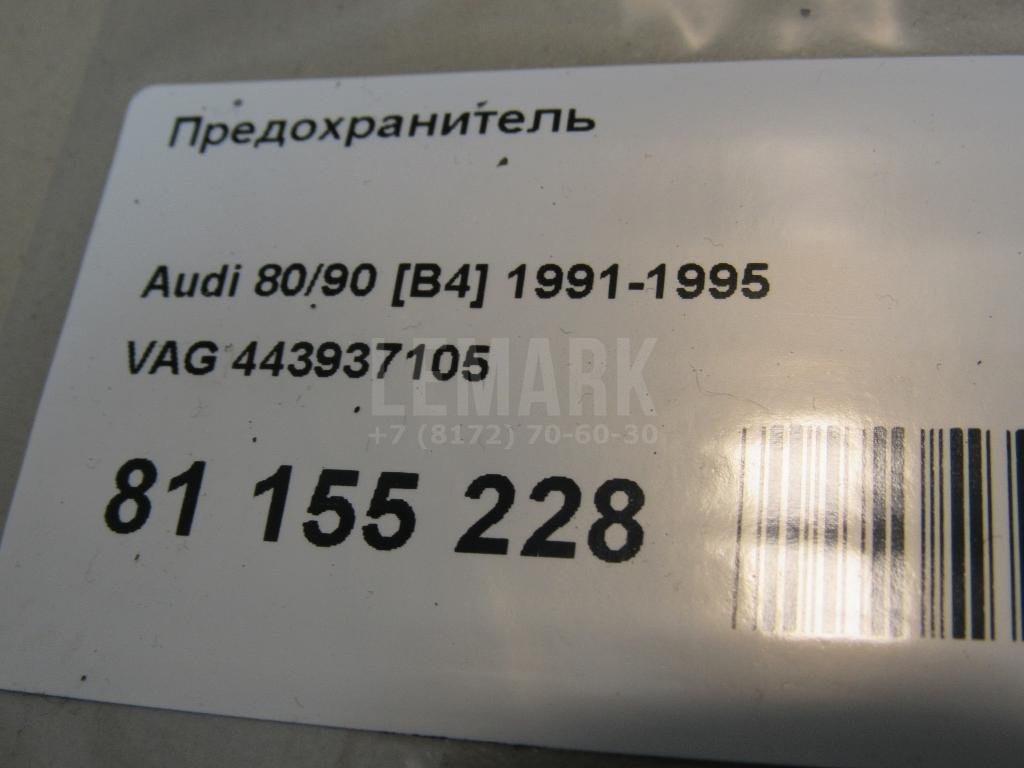 Предохранитель
Audi 80/90 [B4] 1991-1995
VAG 443937105
LEMARK
+7 (8172) 70-60-30
81 155 228